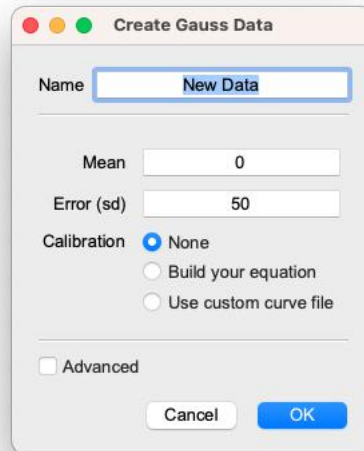 Create Gauss Data
Name New Data
Mean 0
Error (sd) 50
Calibration None
Build your equation
Use custom curve file
Advanced
Cancel OK